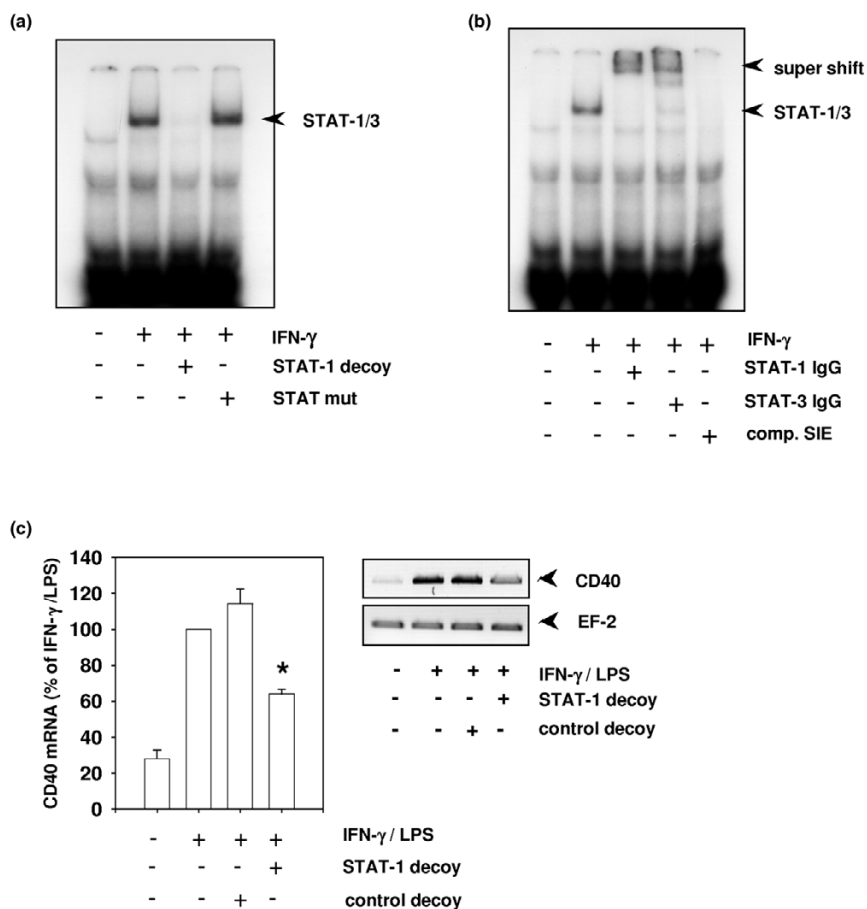 (a)
STAT-1/3
- + + + IFN-γ
- - + - STAT-1 decoy
- - - + STAT mut
(b)
super shift
STAT-1/3
- + + + + IFN-γ
- - + - - STAT-1 IgG
- - - + - STAT-3 IgG
- - - - + comp. SIE
(c)
CD40 mRNA (% of IFN-γ /LPS)
140
120
100
80
60
40
20
0
*
- + + + IFN-γ / LPS
- - - + STAT-1 decoy
- - + - control decoy
CD40
EF-2
- + + + IFN-γ / LPS
- - - + STAT-1 decoy
- - + - control decoy